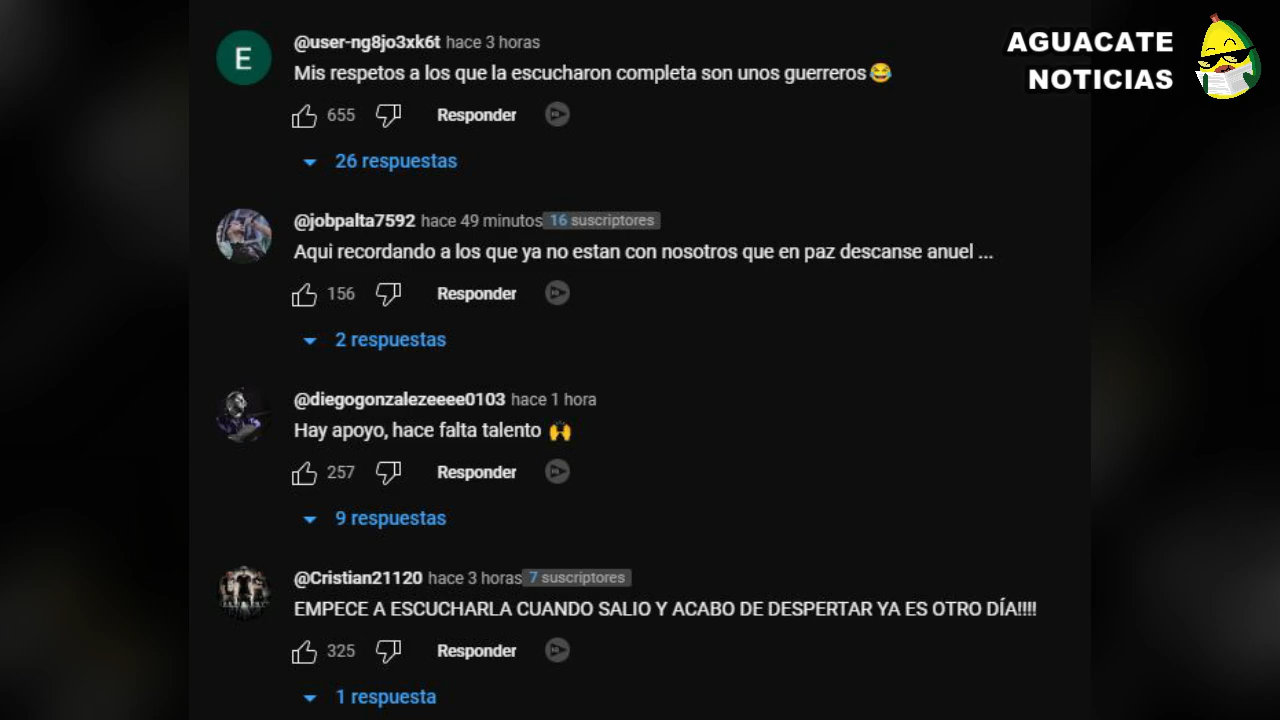 AGUACATE
NOTICIAS
E
@user-ng8jo3xk6t hace 3 horas
Mis respetos a los que la escucharon completa son unos guerreros😂
655 Responder
26 respuestas
@jobpalta7592 hace 49 minutos 16 suscriptores
Aqui recordando a los que ya no estan con nosotros que en paz descanse anuel ...
156 Responder
2 respuestas
@diegogonzalezeeee0103 hace 1 hora
Hay apoyo, hace falta talento 🙌
257 Responder
9 respuestas
@Cristian21120 hace 3 horas 7 suscriptores
EMPECE A ESCUCHARLA CUANDO SALIO Y ACABO DE DESPERTAR YA ES OTRO DÍA!!!!
325 Responder
1 respuesta